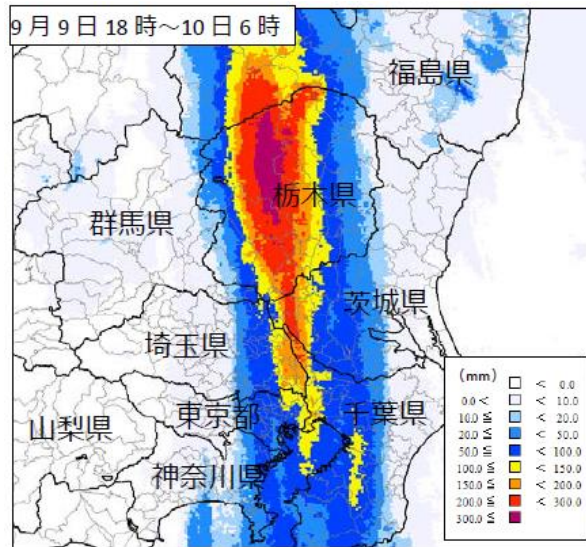 9月9日18時～10日6時
福島県
栃木県
群馬県
茨城県
埼玉県
東京都
千葉県
山梨県
神奈川県
(mm)
< 0.0
0.0 < < 10.0
10.0 ≦ < 20.0
20.0 ≦ < 50.0
50.0 ≦ < 100.0
100.0 ≦ < 150.0
150.0 ≦ < 200.0
200.0 ≦ < 300.0
300.0 ≦